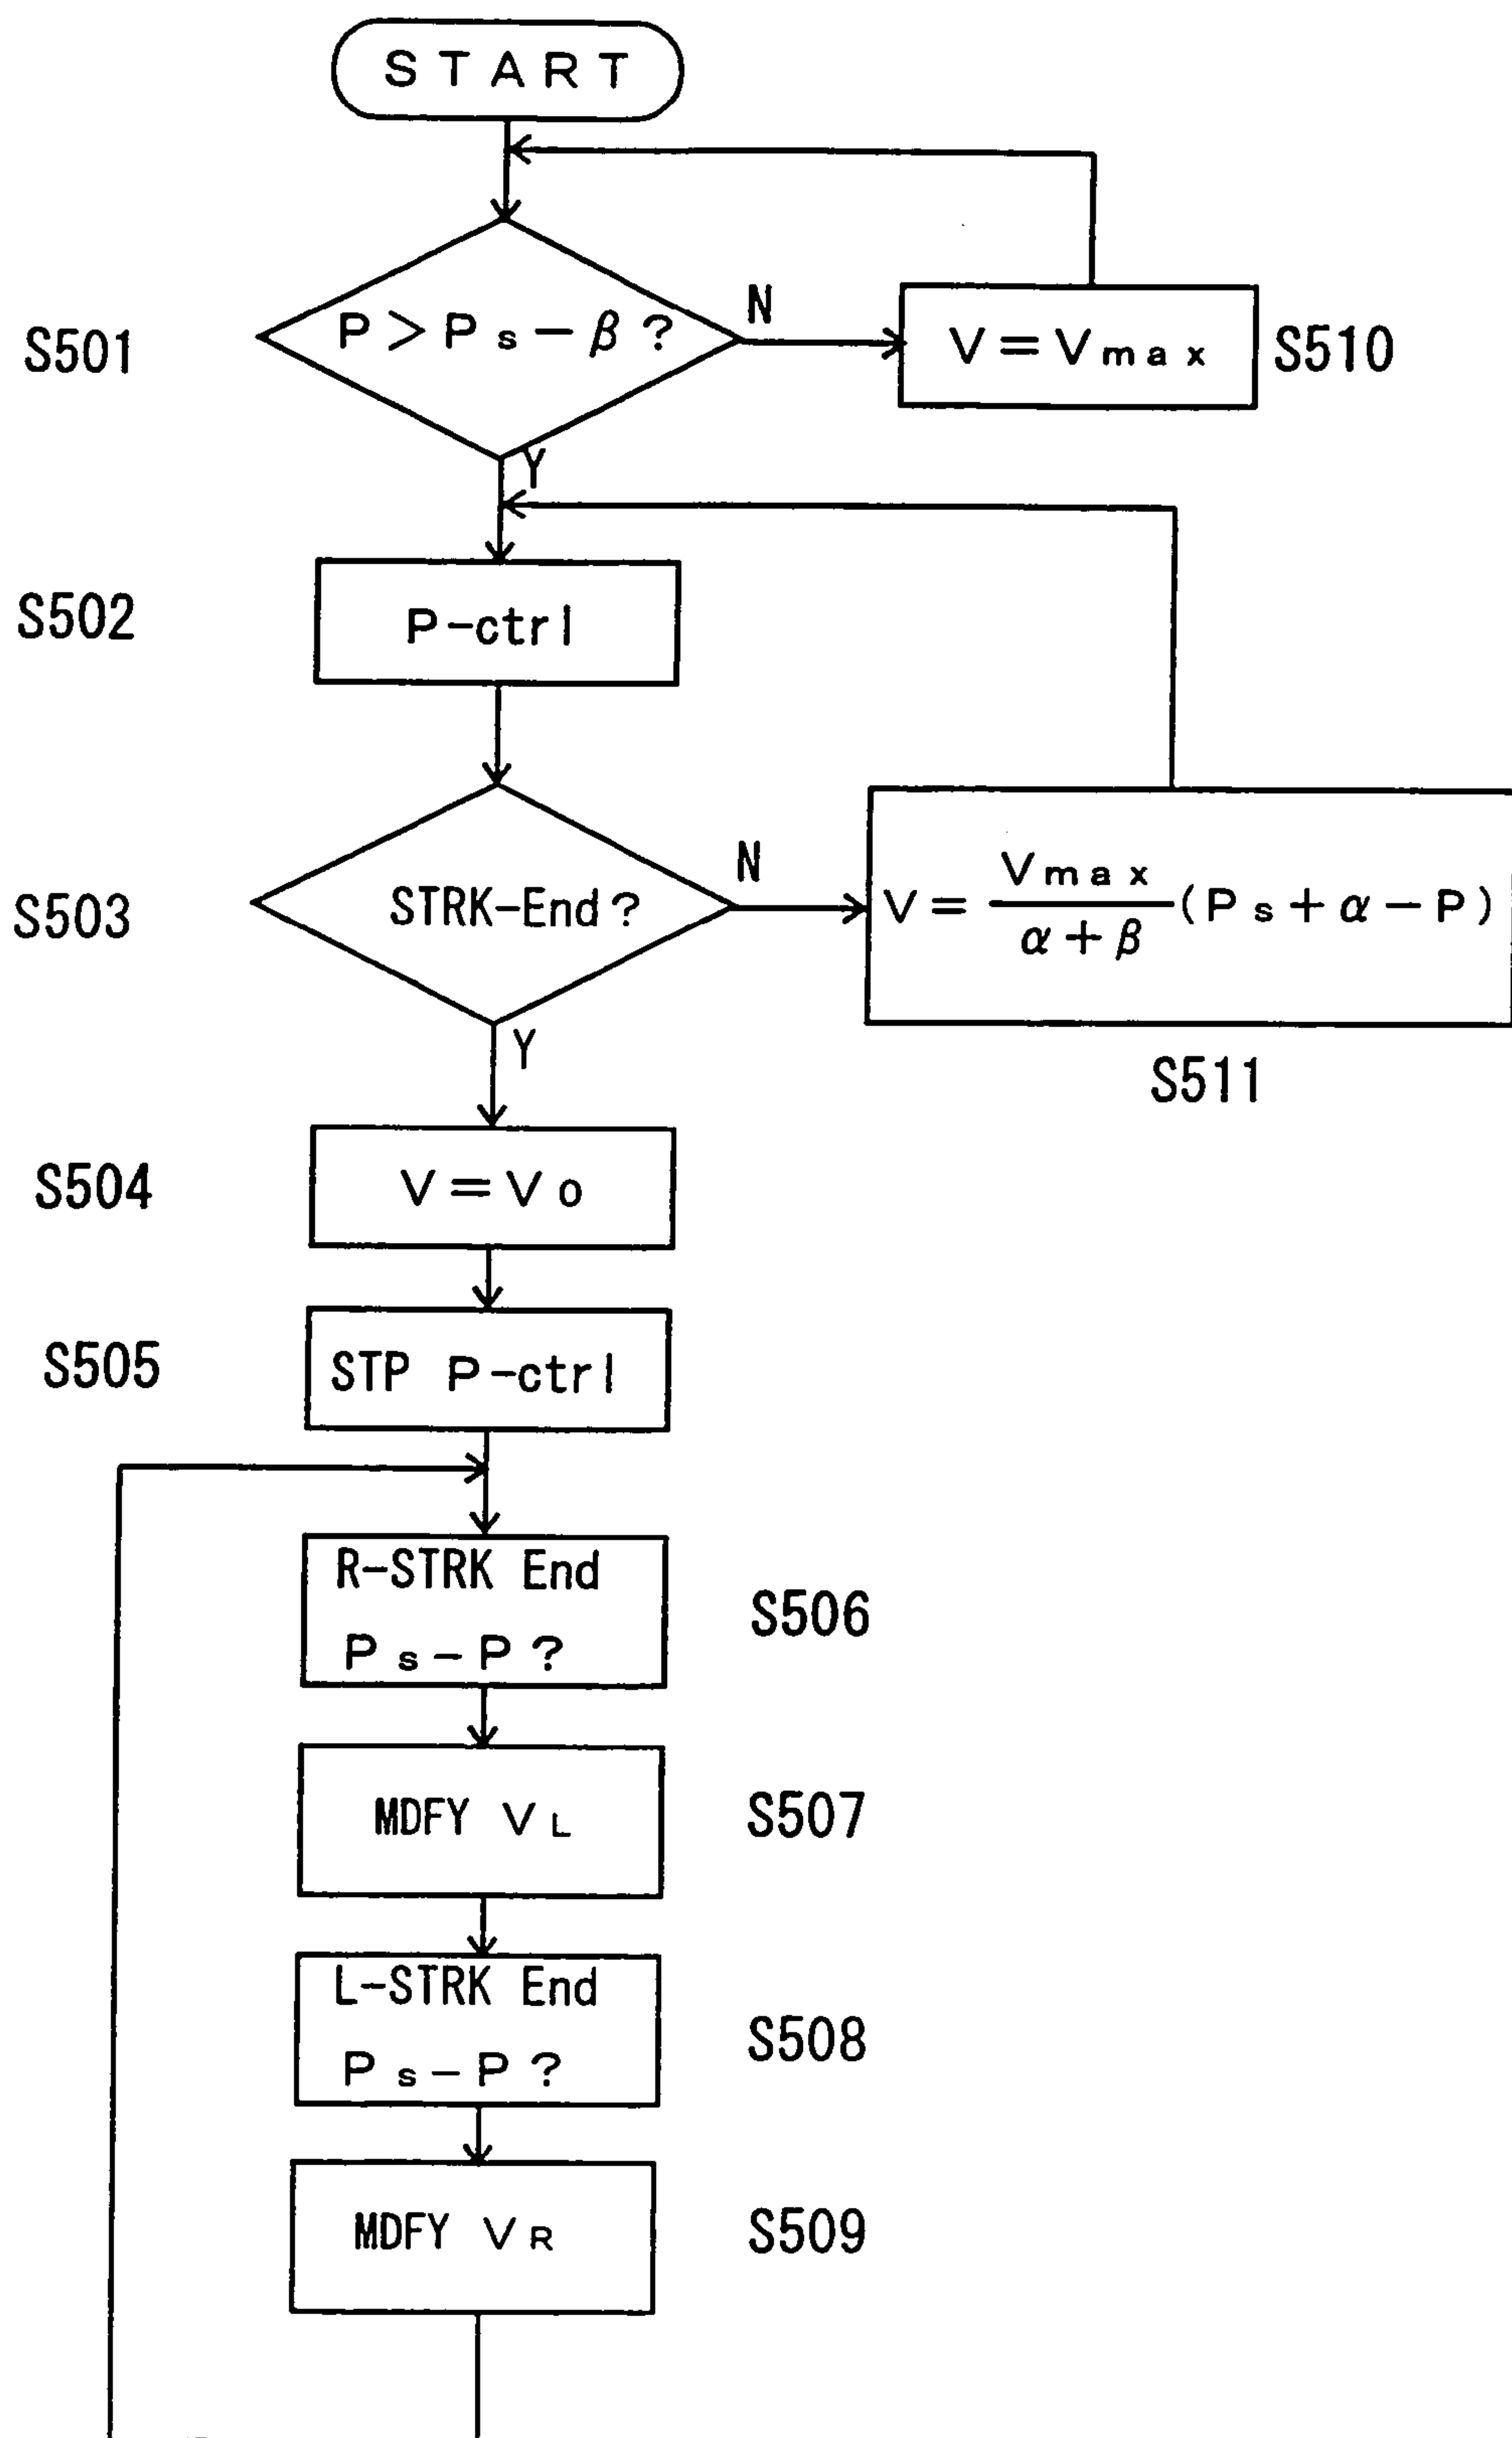 START
S501
P > Ps − β ?
N
V = Vmax
S510
Y
S502
P-ctrl
S503
STRK-End ?
N
V = Vmax / (α + β) (Ps + α − P)
S511
Y
S504
V = Vo
S505
STP P-ctrl
R-STRK End
Ps − P ?
S506
MDFY VL
S507
L-STRK End
Ps − P ?
S508
MDFY VR
S509